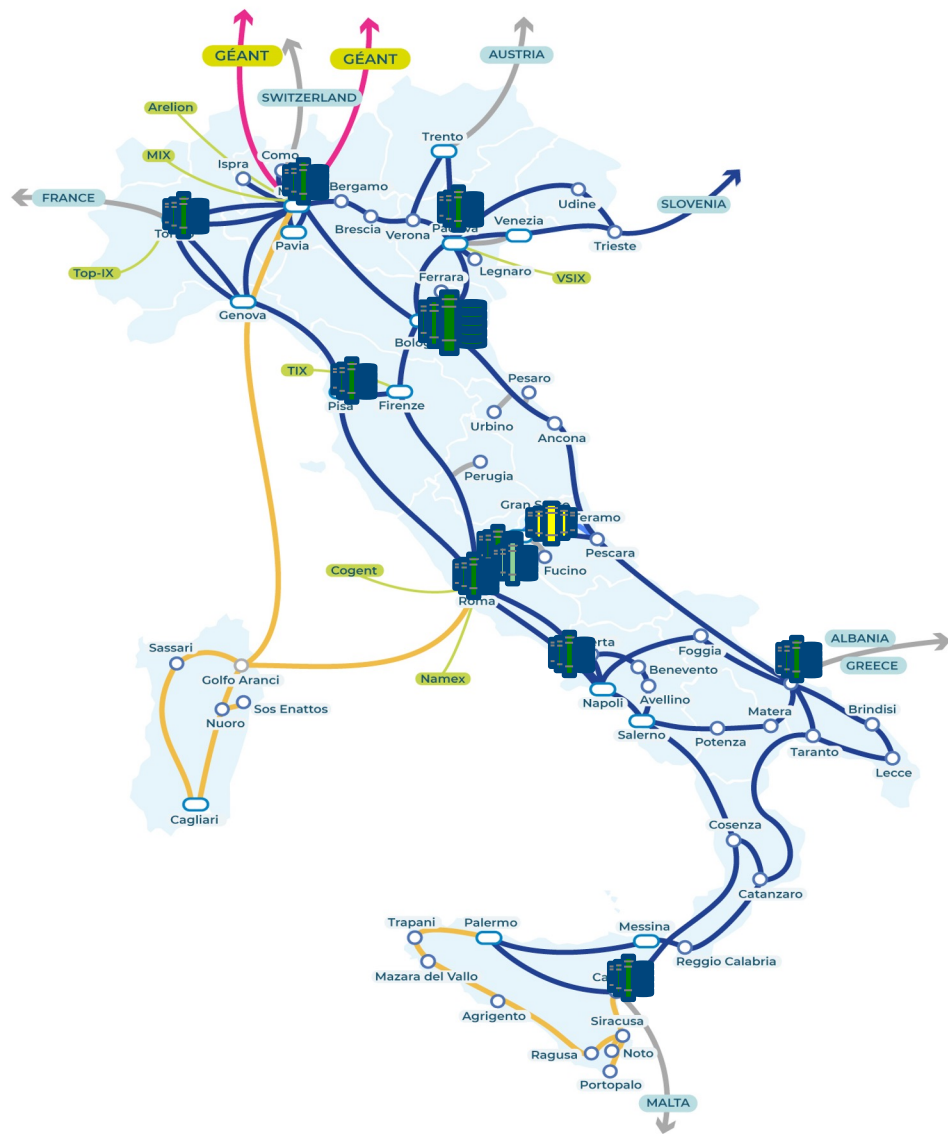 GÉANT
GÉANT
AUSTRIA
SWITZERLAND
Arelion
Trento
MIX
Ispra
Como
Bergamo
FRANCE
Udine
SLOVENIA
Venezia
Brescia
Verona
Trieste
Pavia
Legnaro
Top-IX
Ferrara
VSIX
Genova
TIX
Pesaro
Pisa
Firenze
Urbino
Ancona
Perugia
Teramo
Pescara
Cogent
Fucino
Roma
Sassari
Foggia
ALBANIA
Golfo Aranci
Namex
Benevento
GREECE
Nuoro
Sos Enattos
Napoli
Avellino
Matera
Brindisi
Salerno
Potenza
Taranto
Lecce
Cagliari
Cosenza
Catanzaro
Trapani
Palermo
Messina
Reggio Calabria
Mazara del Vallo
Agrigento
Siracusa
Ragusa
Noto
Portopalo
MALTA